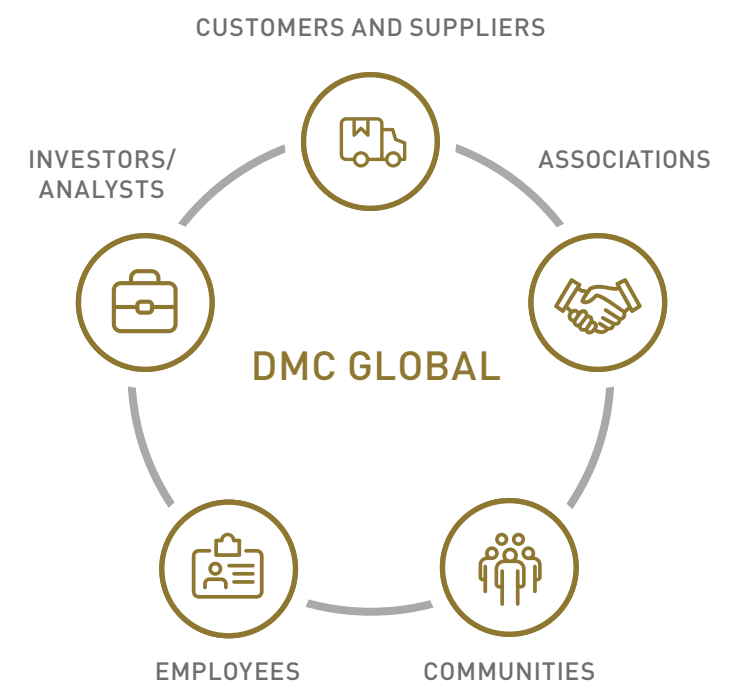 CUSTOMERS AND SUPPLIERS
INVESTORS/
ANALYSTS
ASSOCIATIONS
DMC GLOBAL
EMPLOYEES
COMMUNITIES